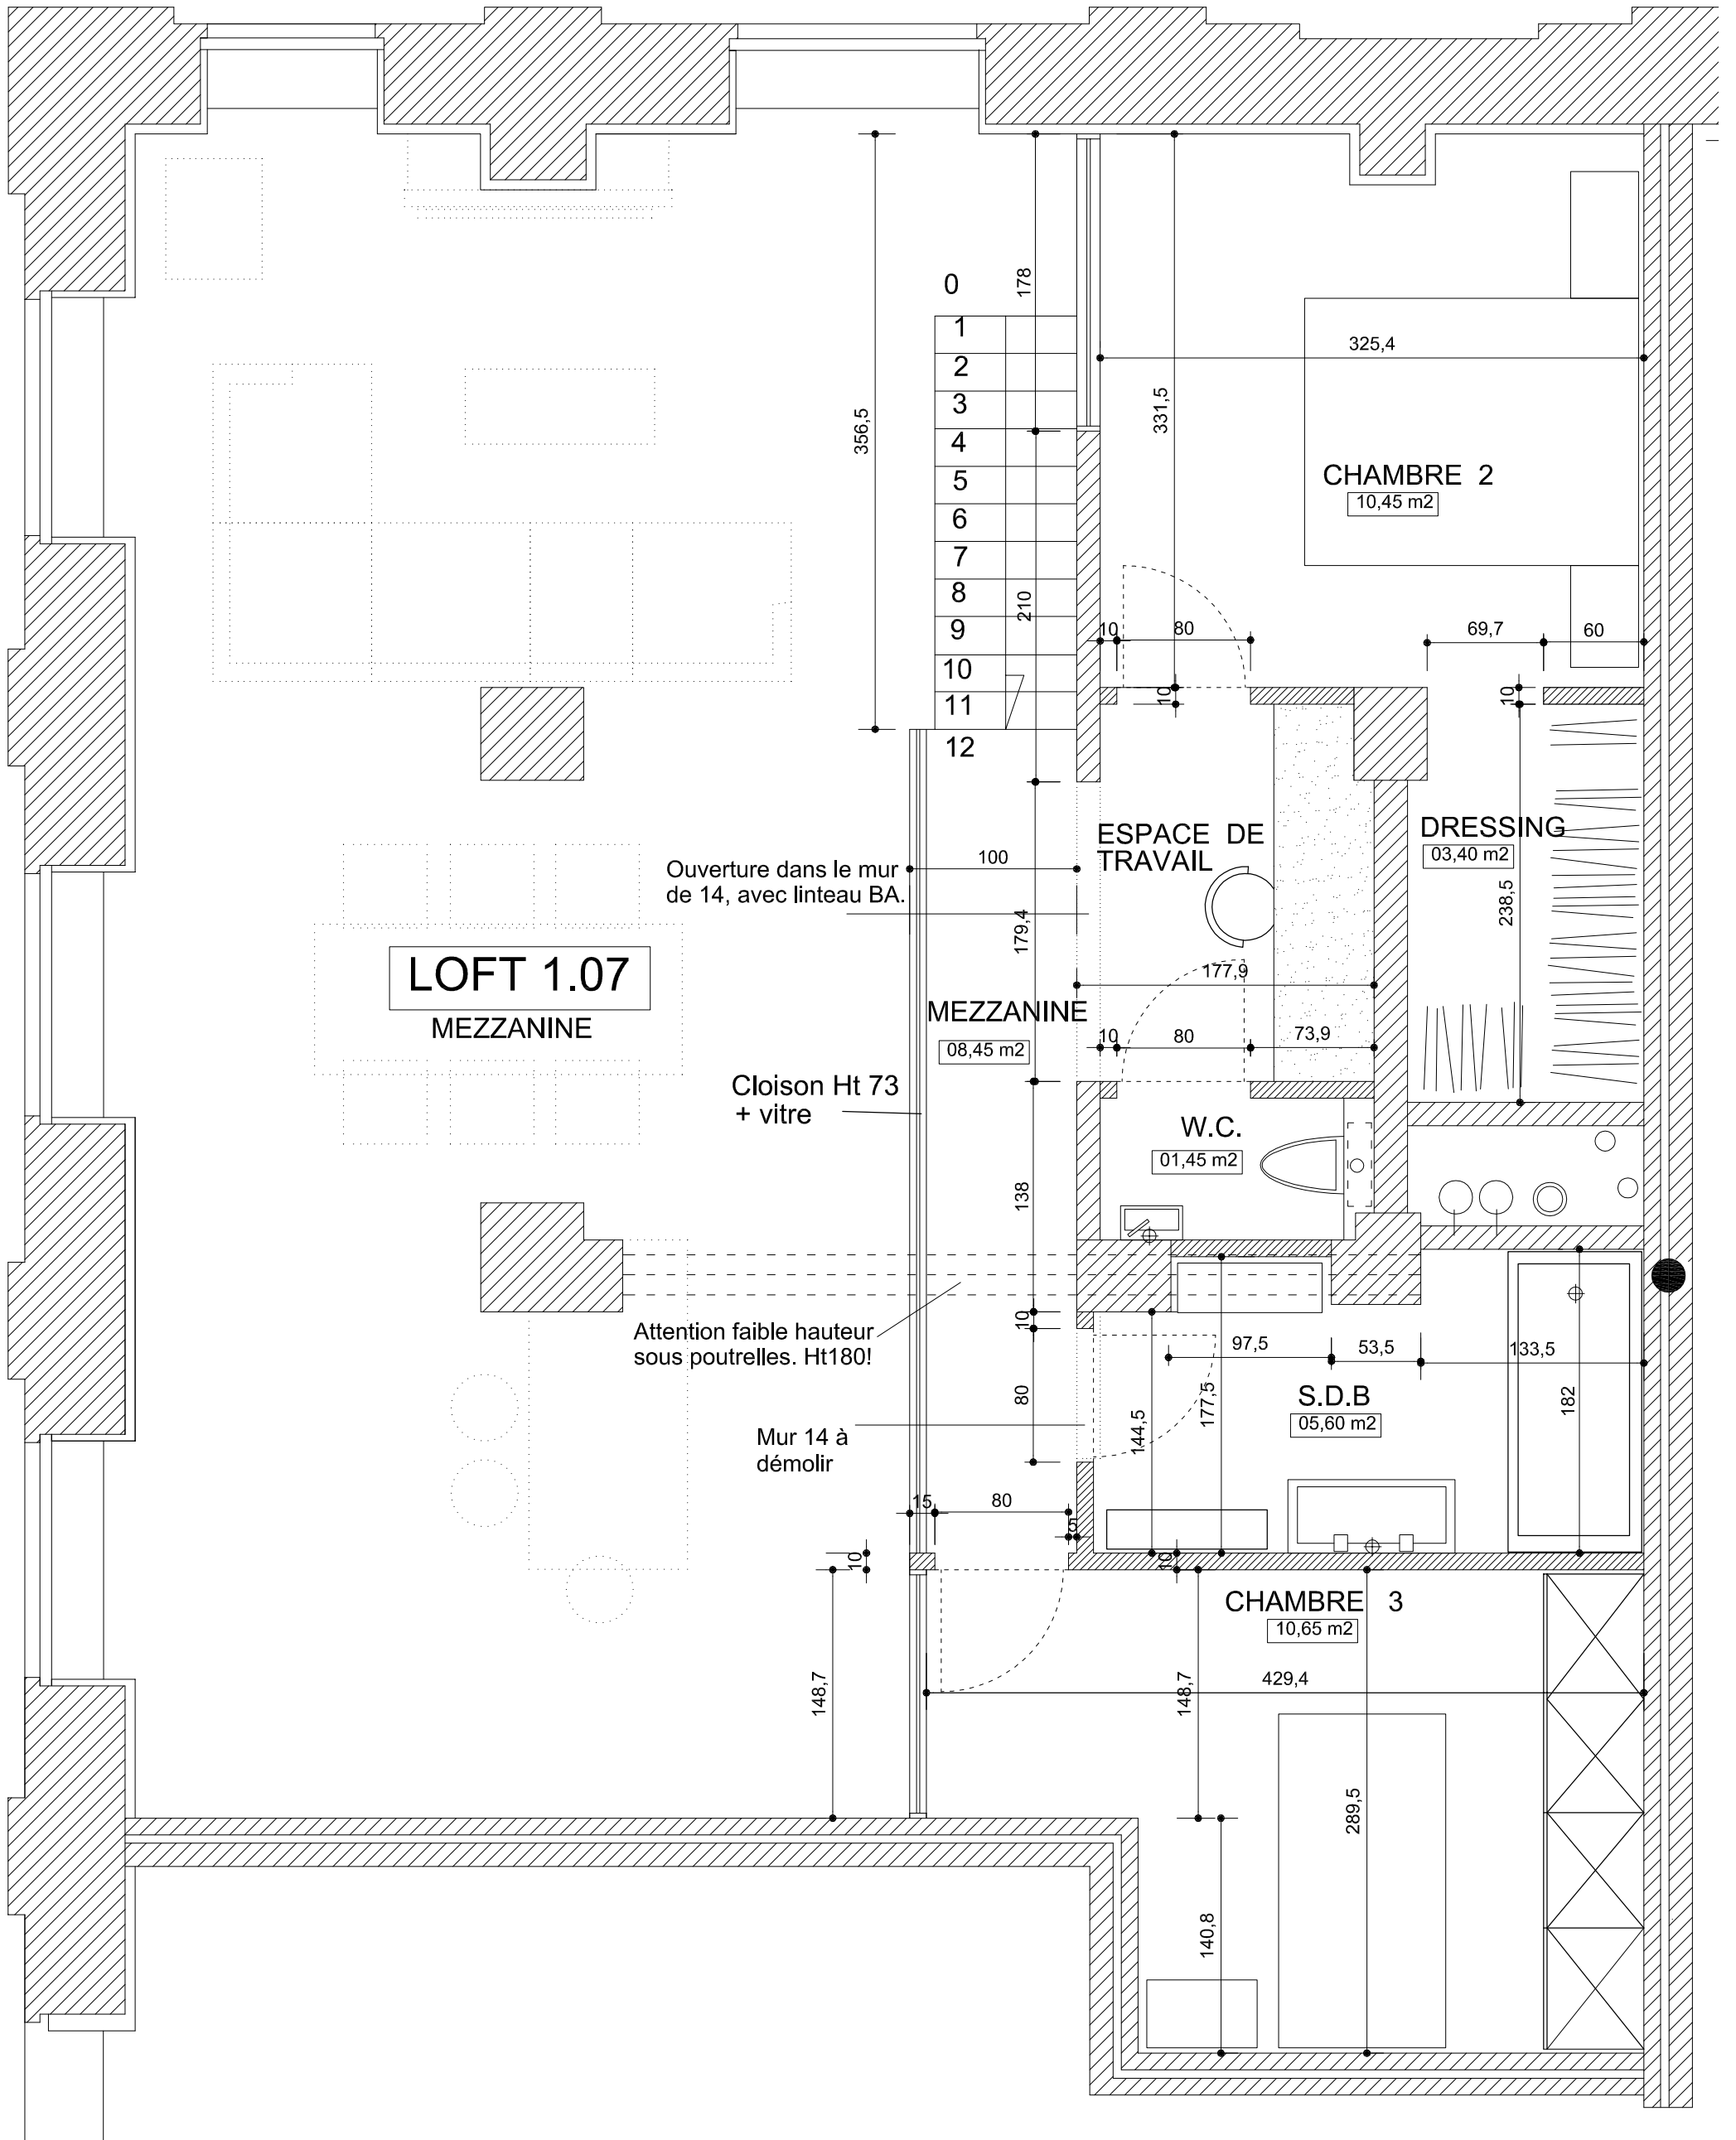 0
1
2
3
4
5
6
7
8
9
10
11
12
356,5
178
210
331,5
325,4
CHAMBRE 2
10,45 m2
10
80
69,7
60
10
10
ESPACE DE
TRAVAIL
DRESSING
03,40 m2
238,5
Ouverture dans le mur
de 14, avec linteau BA.
100
179,4
177,9
LOFT 1.07
MEZZANINE
MEZZANINE
08,45 m2
10
80
73,9
Cloison Ht 73
+ vitre
W.C.
01,45 m2
138
Attention faible hauteur
sous poutrelles. Ht180!
10
97,5
53,5
133,5
80
144,5
177,5
182
S.D.B
05,60 m2
Mur 14 à
démolir
15
80
5
10
10
CHAMBRE 3
10,65 m2
148,7
148,7
429,4
289,5
140,8